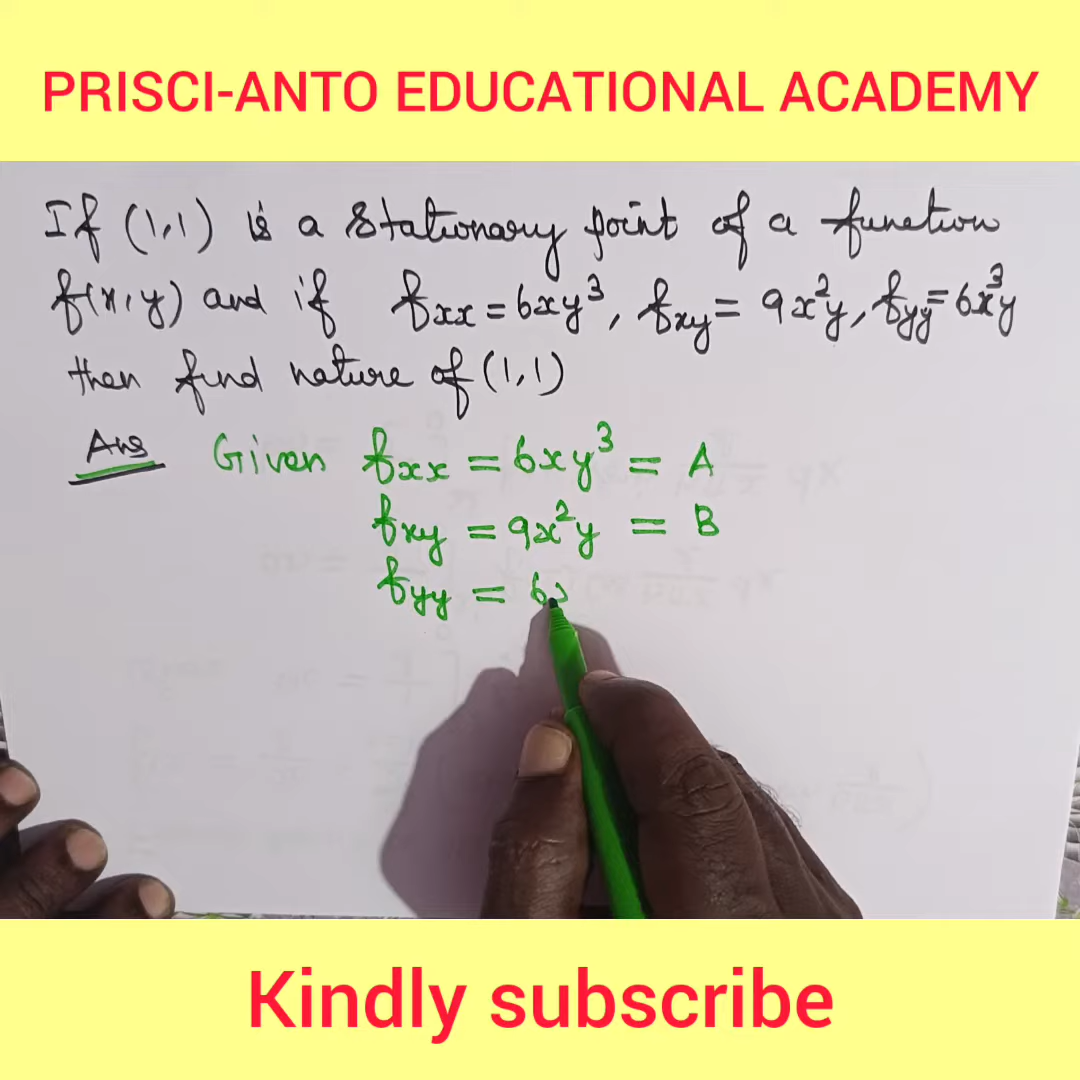 PRISCI-ANTO EDUCATIONAL ACADEMY
If (1,1) is a stationary point of a function
f(x,y) and if fxx = 6xy³, fxy = 9x²y, fyy = 6x³y
then find nature of (1,1)
Ans Given fxx = 6xy³ = A
fxy = 9x²y = B
fyy = 6x
Kindly subscribe